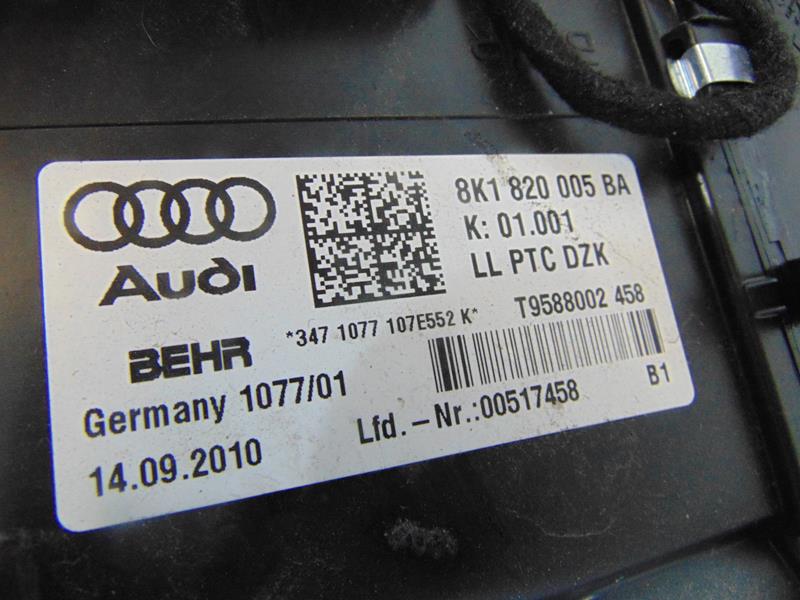 8K1 820 005 BA
K: 01.001
LL PTC DZK
Audi
*347 1077 107E552 K*
T9588002 458
BEHR
Germany 1077/01
Lfd.-Nr.:00517458
B1
14.09.2010